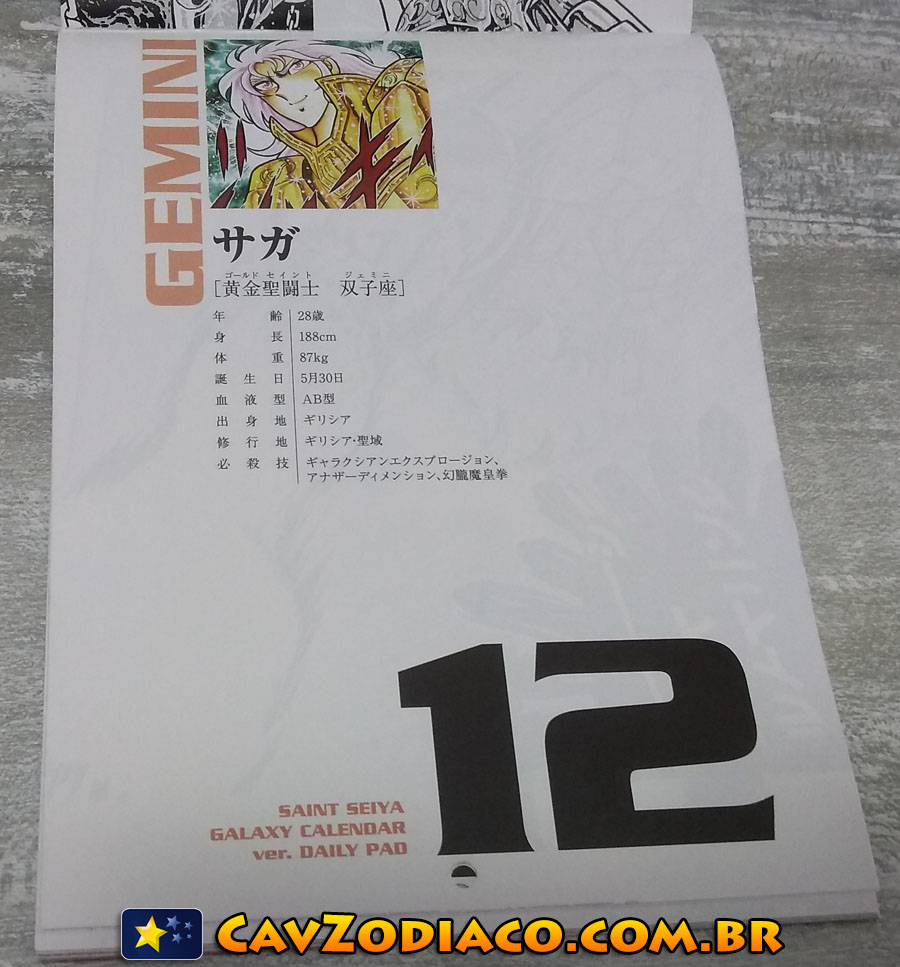 GEMINI
サガ
ゴールド セイント ジェミニ
[黄金聖闘士 双子座]
年齢 28歳
身長 188cm
体重 87kg
誕生日 5月30日
血液型 AB型
出身地 ギリシア
修行地 ギリシア・聖域
必殺技 ギャラクシアンエクスプロージョン、
アナザーディメンション、幻朧魔皇拳
12
SAINT SEIYA
GALAXY CALENDAR
ver. DAILY PAD
CAVZODIACO.COM.BR